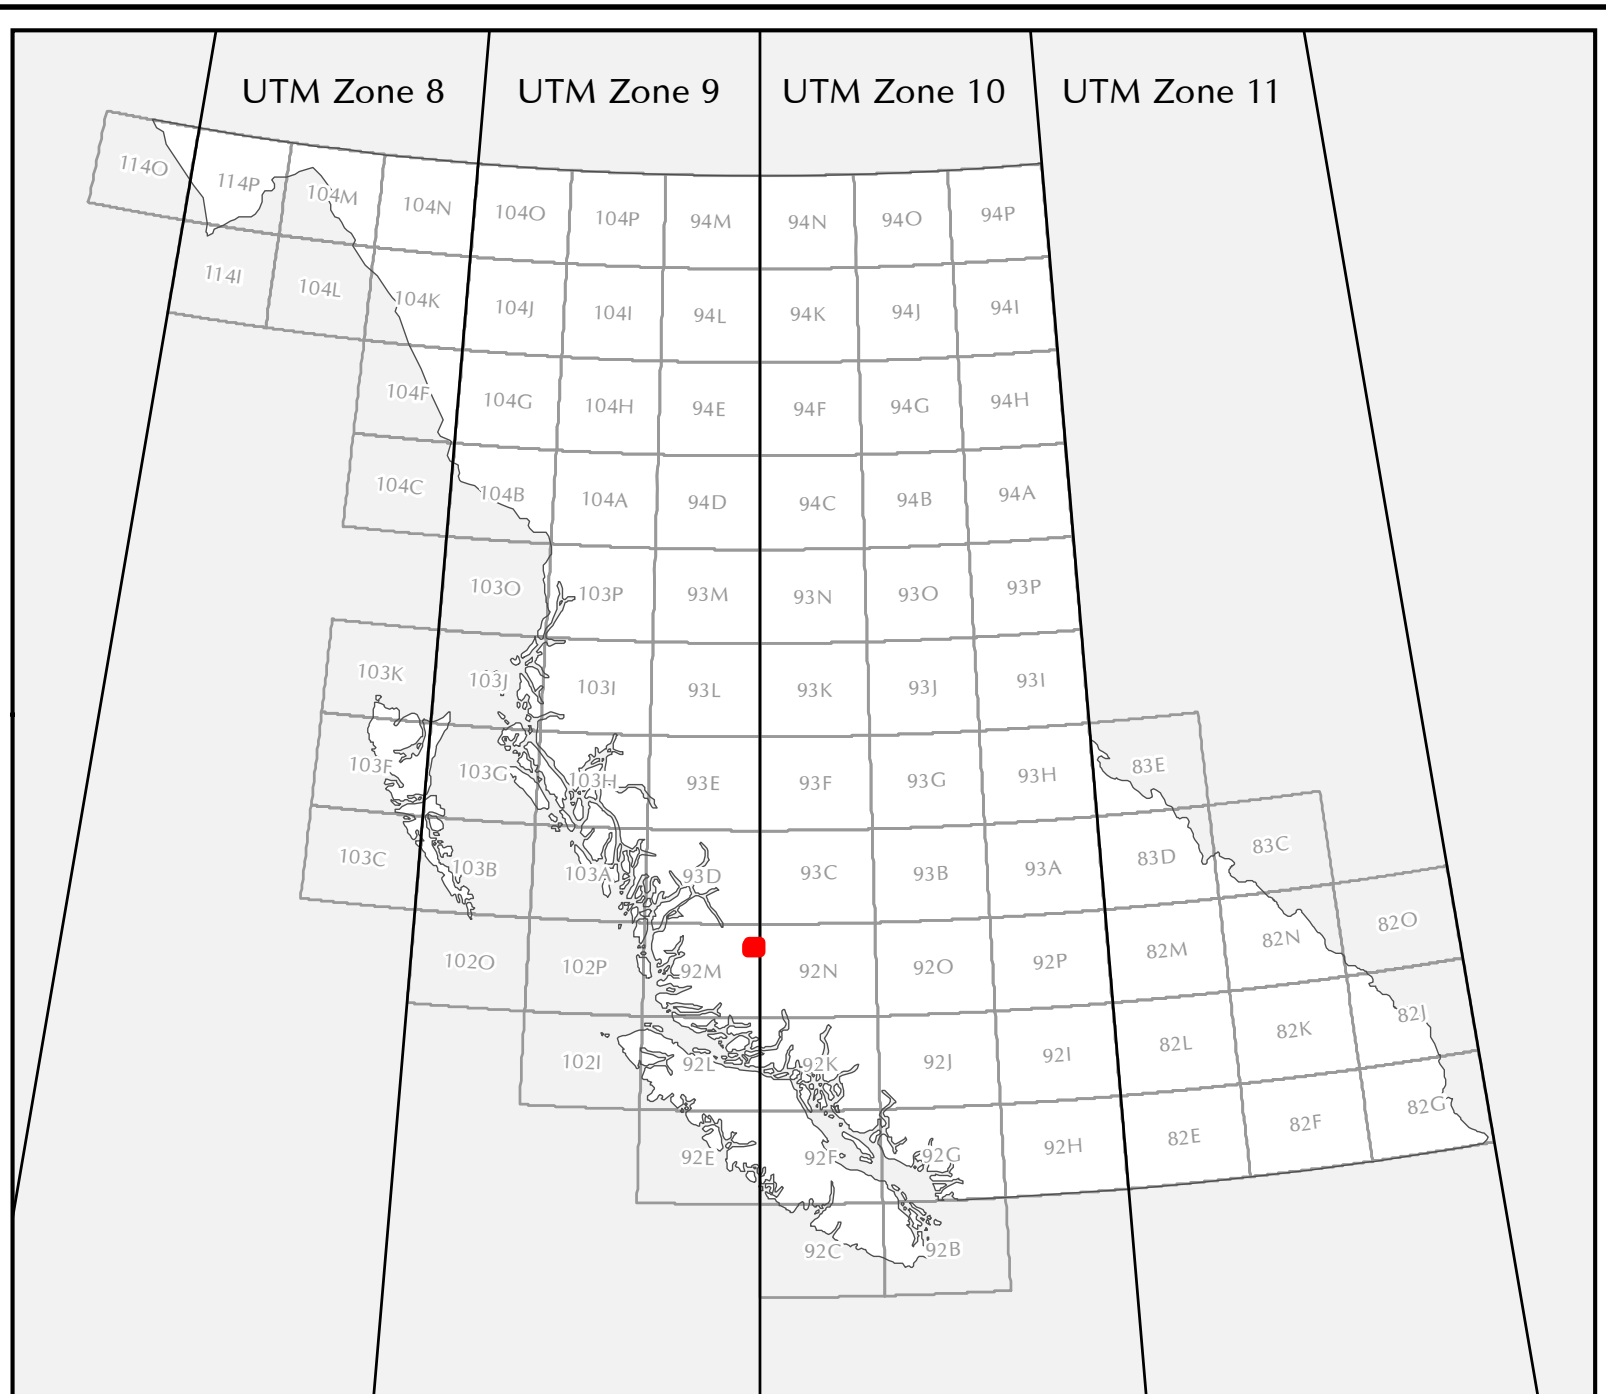 UTM Zone 8 UTM Zone 9 UTM Zone 10 UTM Zone 11
114O 114P 104M 104N 104O 104P 94M 94N 94O 94P
114I 104L 104K 104J 104I 94L 94K 94J 94I
104F 104G 104H 94E 94F 94G 94H
104C 104B 104A 94D 94C 94B 94A
103O 103P 93M 93N 93O 93P
103K 103J 103I 93L 93K 93J 93I
103F 103G 103H 93E 93F 93G 93H 83E
103C 103B 103A 93D 93C 93B 93A 83D 83C
102O 102P 92M 92N 92O 92P 82M 82N 82O
102I 92L 92K 92J 92I 82L 82K 82J
92E 92F 92G 92H 82E 82F 82G
92C 92B